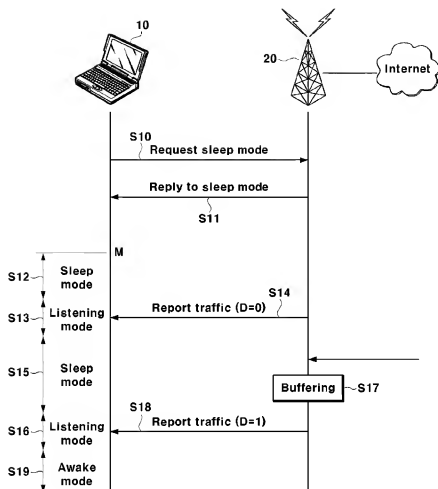 10
20
Internet
S10
Request sleep mode
Reply to sleep mode
S11
M
S12
Sleep
mode
S14
S13
Listening
mode
Report traffic (D=0)
S15
Sleep
mode
Buffering
S17
S18
S16
Listening
mode
Report traffic (D=1)
S19
Awake
mode